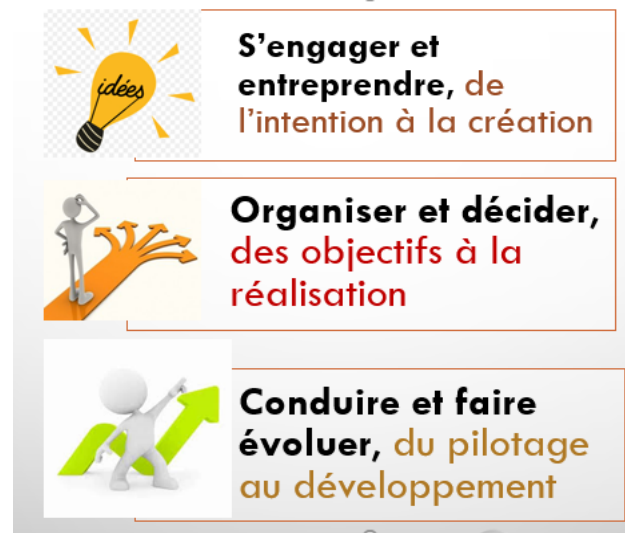 idées
S'engager et
entreprendre, de
l'intention à la création
Organiser et décider,
des objectifs à la
réalisation
Conduire et faire
évoluer, du pilotage
au développement